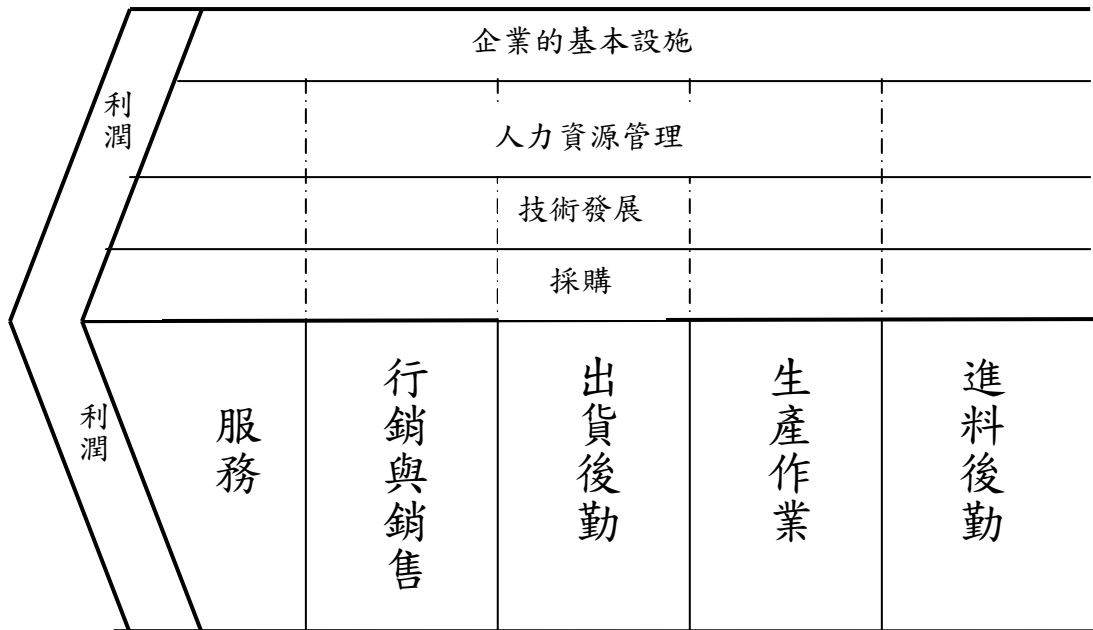 企業的基本設施
利潤
人力資源管理
技術發展
採購
利潤
服務
行銷與銷售
出貨後勤
生產作業
進料後勤